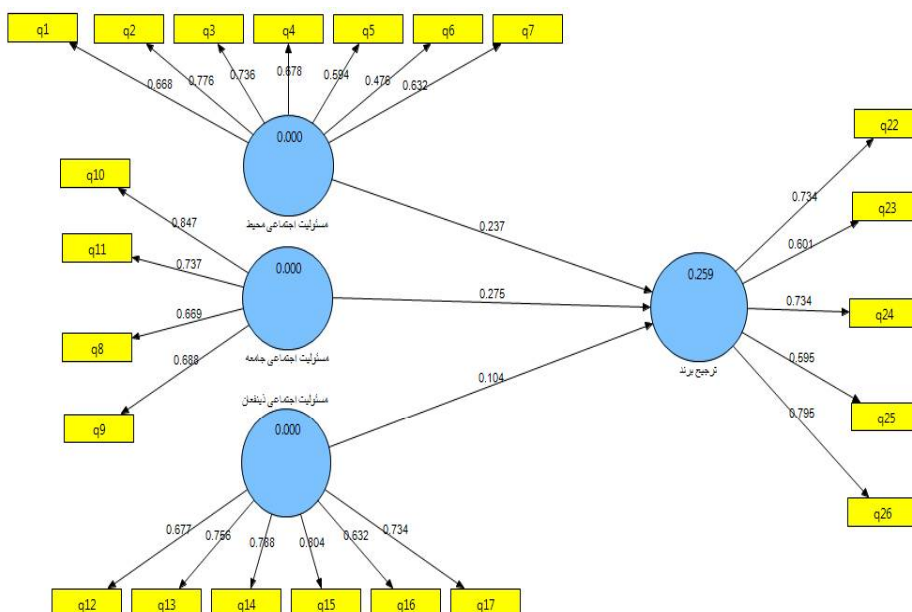 q1 q2 q3 q4 q5 q6 q7
0.668 0.776 0.736 0.678 0.594 0.476 0.632
0.000
مسئولیت اجتماعی محیط
q10
q11
q8
q9
0.847
0.737
0.669
0.688
0.000
مسئولیت اجتماعی جامعه
مسئولیت اجتماعی ذینفعان
0.000
0.677 0.756 0.788 0.804 0.632 0.734
q12 q13 q14 q15 q16 q17
0.237
0.275
0.104
0.259
ترجیح برند
0.734
0.601
0.734
0.595
0.795
q22
q23
q24
q25
q26